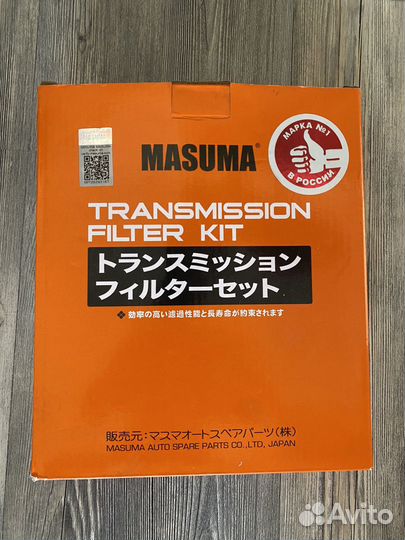 MASUMA®
МАРКА №1
В РОССИИ
TRANSMISSION
FILTER KIT
トランスミッション
フィルターセット
❖ 効率の高い濾過性能と長寿命が約束されます
販売元:マスマオートスペアパーツ(株)
MASUMA AUTO SPARE PARTS CO.,LTD, JAPAN
Avito